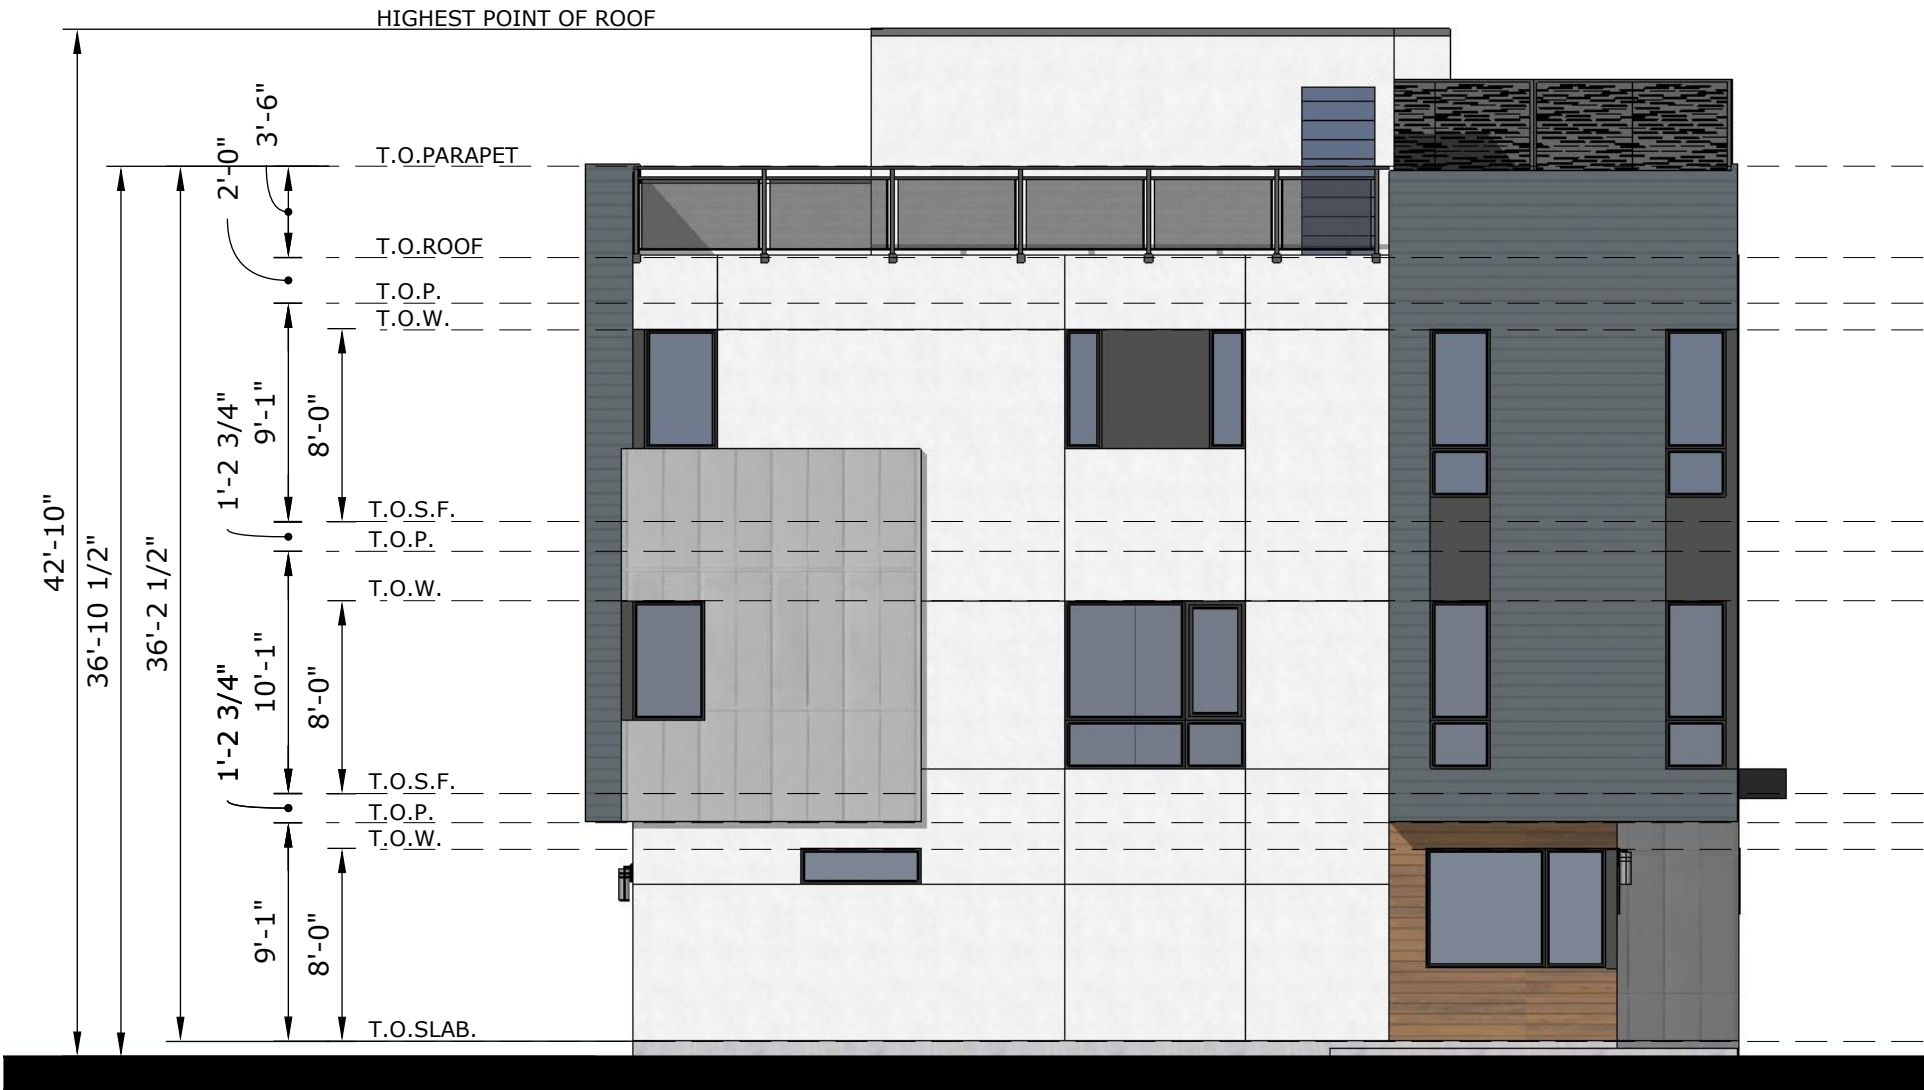 HIGHEST POINT OF ROOF
3'-6"
2'-0"
T.O.PARAPET
T.O.ROOF
T.O.P.
T.O.W.
9'-1"
1'-2 3/4"
8'-0"
42'-10"
36'-10 1/2"
36'-2 1/2"
T.O.S.F.
T.O.P.
T.O.W.
10'-1"
1'-2 3/4"
8'-0"
T.O.S.F.
T.O.P.
T.O.W.
9'-1"
8'-0"
T.O.SLAB.